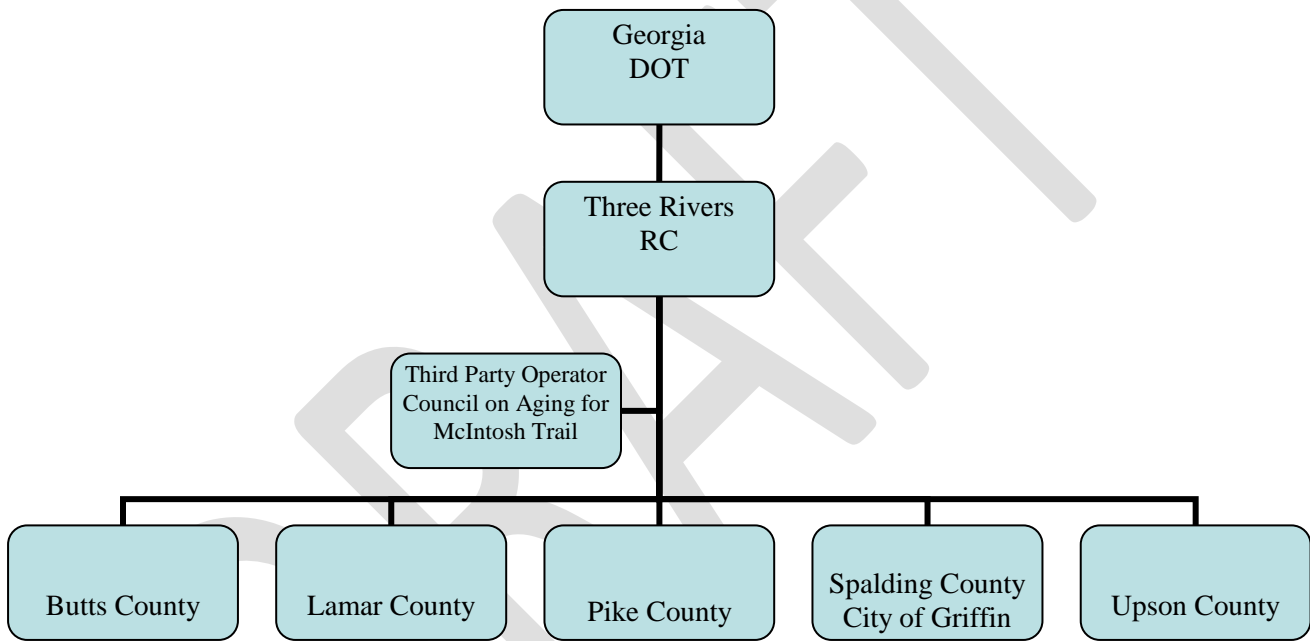 Georgia
DOT
Three Rivers
RC
Third Party Operator
Council on Aging for
McIntosh Trail
Butts County
Lamar County
Pike County
Spalding County
City of Griffin
Upson County
DRAFT